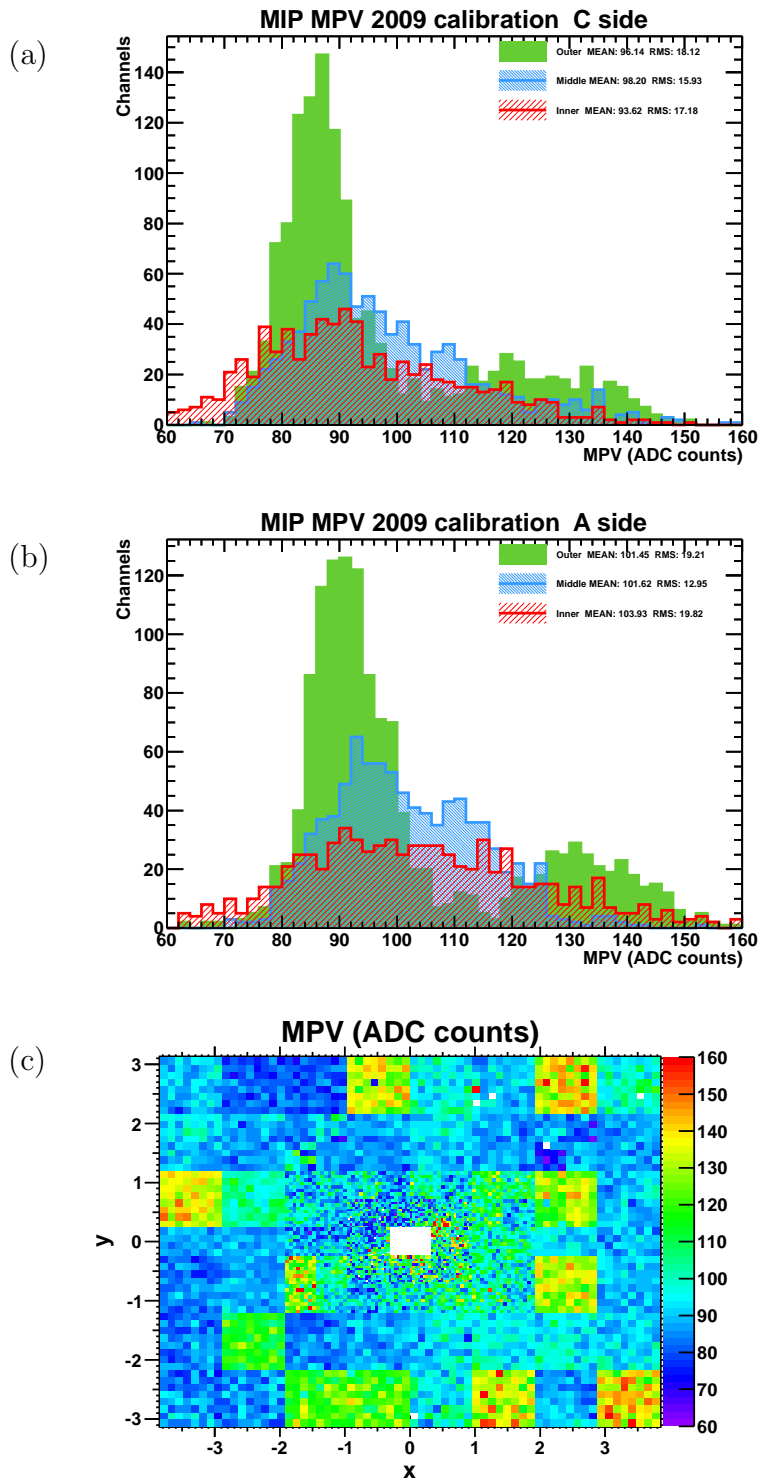 (a)
MIP MPV 2009 calibration C side
Channels
Outer MEAN: 96.14 RMS: 18.12
Middle MEAN: 98.20 RMS: 15.93
Inner MEAN: 93.62 RMS: 17.18
140
120
100
80
60
40
20
0
60 70 80 90 100 110 120 130 140 150 160
MPV (ADC counts)
(b)
MIP MPV 2009 calibration A side
Channels
Outer MEAN: 101.45 RMS: 19.21
Middle MEAN: 101.62 RMS: 12.95
Inner MEAN: 103.93 RMS: 19.82
120
100
80
60
40
20
0
60 70 80 90 100 110 120 130 140 150 160
MPV (ADC counts)
(c)
MPV (ADC counts)
y
3
2
1
0
-1
-2
-3
160
150
140
130
120
110
100
90
80
70
60
-3 -2 -1 0 1 2 3
x